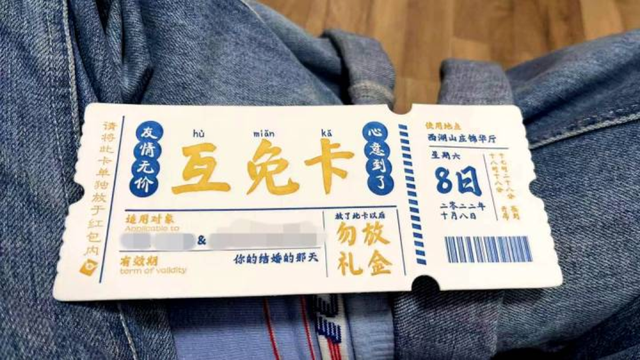 请将此卡单独放于红包内
友情无价
hù miǎn kǎ
互免卡
心意到了
适用对象
Applicable to
&
有效期
term of validity
你的结婚的那天
放了此卡以后
勿放
礼金
使用地点
西湖山庄锦华厅
星期六
8日
二零二二年
十月八日